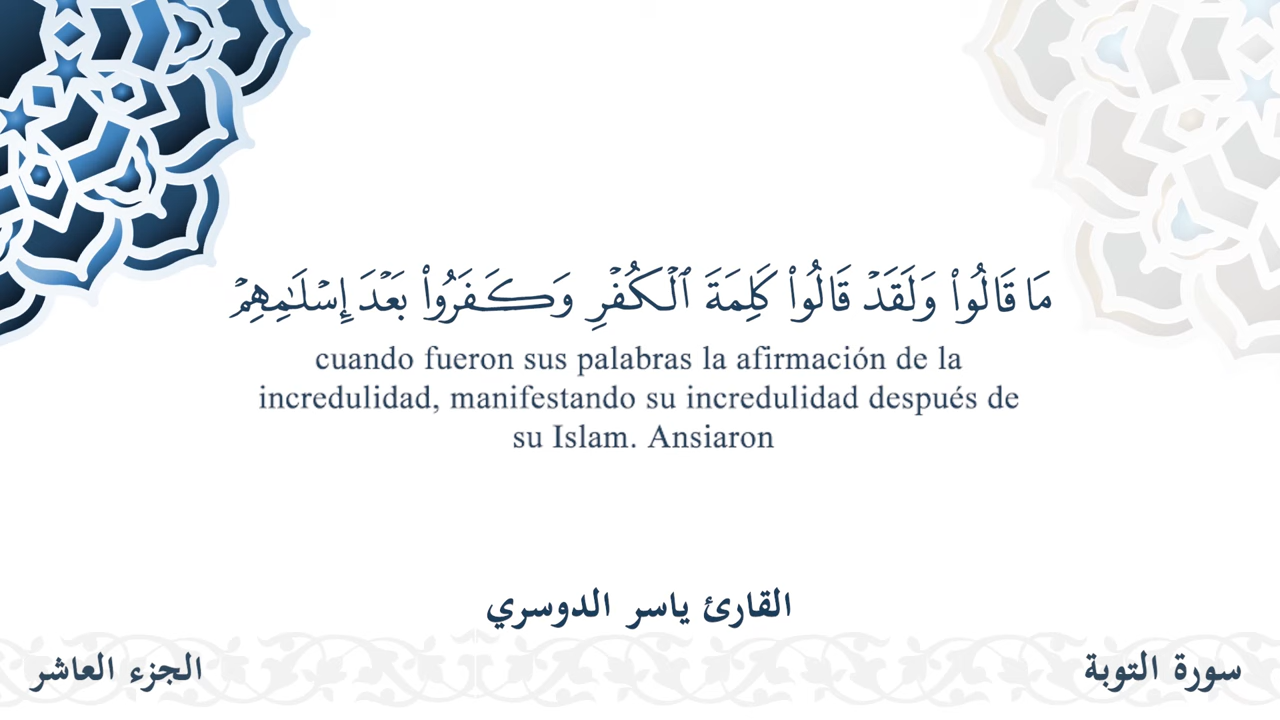 مَا قَالُوا۟ وَلَقَدۡ قَالُوا۟ كَلِمَةَ ٱلۡكُفۡرِ وَكَفَرُوا۟ بَعۡدَ إِسۡلَـٰمِهِمۡ
cuando fueron sus palabras la afirmación de la
incredulidad, manifestando su incredulidad después de
su Islam. Ansiaron
القارئ ياسر الدوسري
سورة التوبة
الجزء العاشر